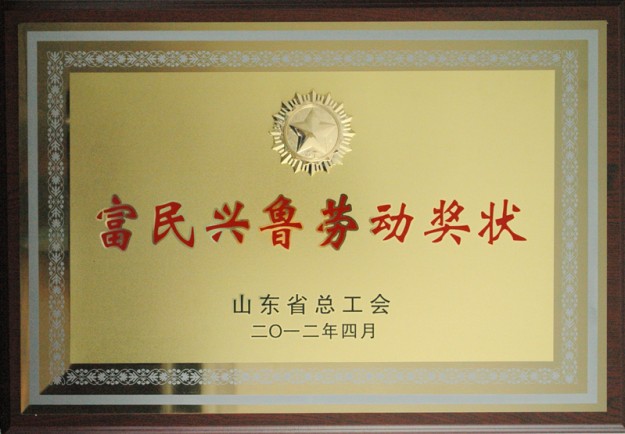 富民兴鲁劳动奖状
山东省总工会
二〇一二年四月